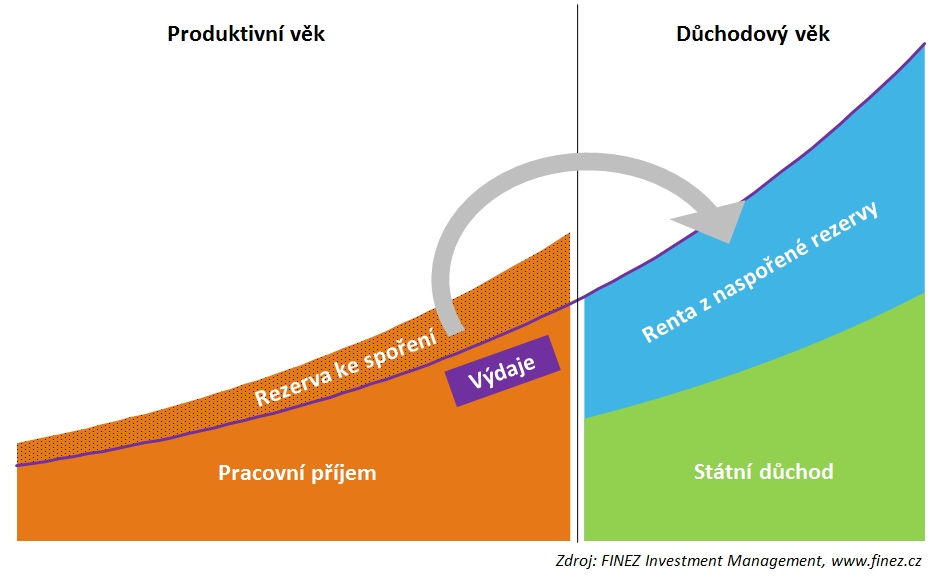 Produktivní věk
Důchodový věk
Rezerva ke spoření
Výdaje
Pracovní příjem
Renta z naspořené rezervy
Státní důchod
Zdroj: FINEZ Investment Management, www.finez.cz